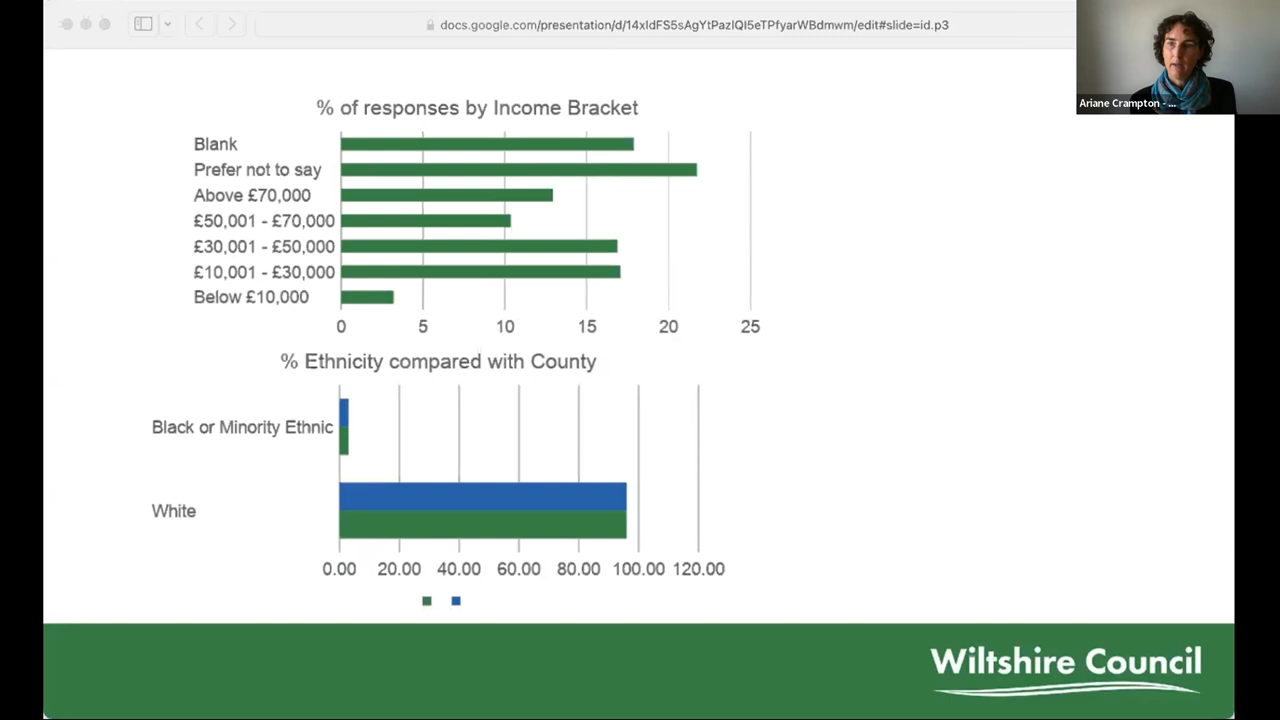 docs.google.com/presentation/d/14xIdFS5sAgYtPazIQI5eTPfyarWBdmwm/edit#slide=id.p3
Ariane Crampton - ...
% of responses by Income Bracket
Blank
Prefer not to say
Above £70,000
£50,001 - £70,000
£30,001 - £50,000
£10,001 - £30,000
Below £10,000
0 5 10 15 20 25
% Ethnicity compared with County
Black or Minority Ethnic
White
0.00 20.00 40.00 60.00 80.00 100.00 120.00
Wiltshire Council